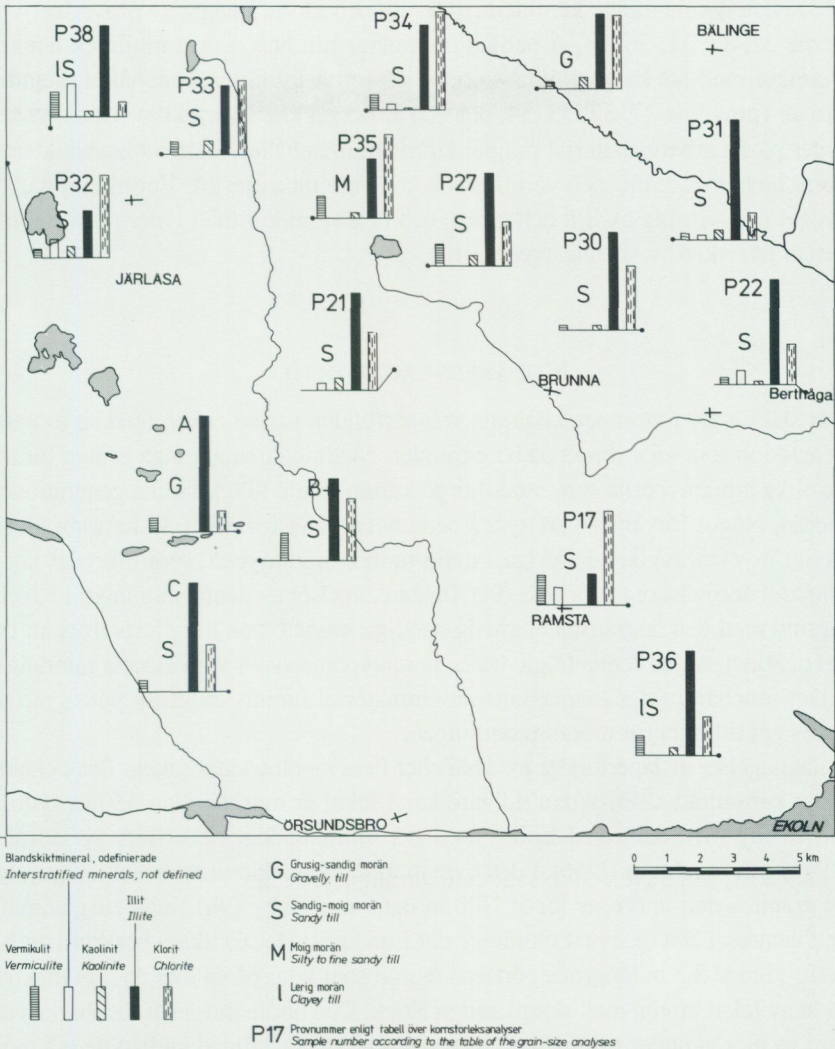 P38
IS
P33
S
P34
S
G
BÄLINGE
P31
S
P32
S
P35
M
P27
S
P30
S
JÄRLÅSA
P21
S
P22
S
BRUNNA
Berthåga
A
G
B
S
P17
S
RAMSTA
C
S
P36
IS
ÖRSUNDSBRO
EKOLN
Blandskiktmineral, odefinierade
Interstratified minerals, not defined
Illit
Illite
Vermikulit
Vermiculite
Kaolinit
Kaolinite
Klorit
Chlorite
G Grusig-sandig morän
Gravelly till
S Sandig-moig morän
Sandy till
M Moig morän
Silty to fine sandy till
I Lerig morän
Clayey till
P17 Provnummer enligt tabell över kornstorleksanalyser
Sample number according to the table of the grain-size analyses
0 1 2 3 4 5 km